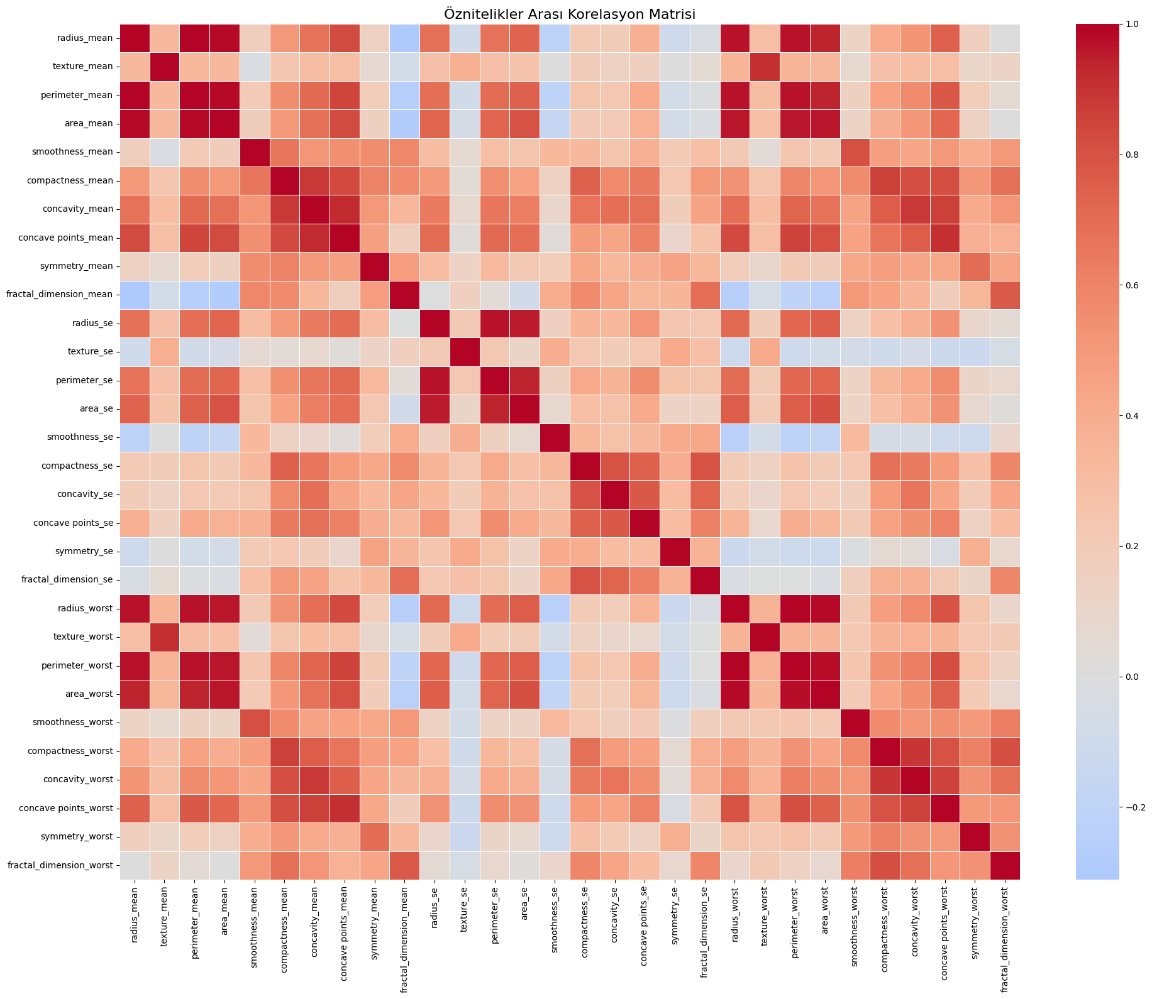 Öznitelikler Arası Korelasyon Matrisi
radius_mean
texture_mean
perimeter_mean
area_mean
smoothness_mean
compactness_mean
concavity_mean
concave points_mean
symmetry_mean
fractal_dimension_mean
radius_se
texture_se
perimeter_se
area_se
smoothness_se
compactness_se
concavity_se
concave points_se
symmetry_se
fractal_dimension_se
radius_worst
texture_worst
perimeter_worst
area_worst
smoothness_worst
compactness_worst
concavity_worst
concave points_worst
symmetry_worst
fractal_dimension_worst
radius_mean
texture_mean
perimeter_mean
area_mean
smoothness_mean
compactness_mean
concavity_mean
concave points_mean
symmetry_mean
fractal_dimension_mean
radius_se
texture_se
perimeter_se
area_se
smoothness_se
compactness_se
concavity_se
concave points_se
symmetry_se
fractal_dimension_se
radius_worst
texture_worst
perimeter_worst
area_worst
smoothness_worst
compactness_worst
concavity_worst
concave points_worst
symmetry_worst
fractal_dimension_worst
1.0
0.8
0.6
0.4
0.2
0.0
−0.2